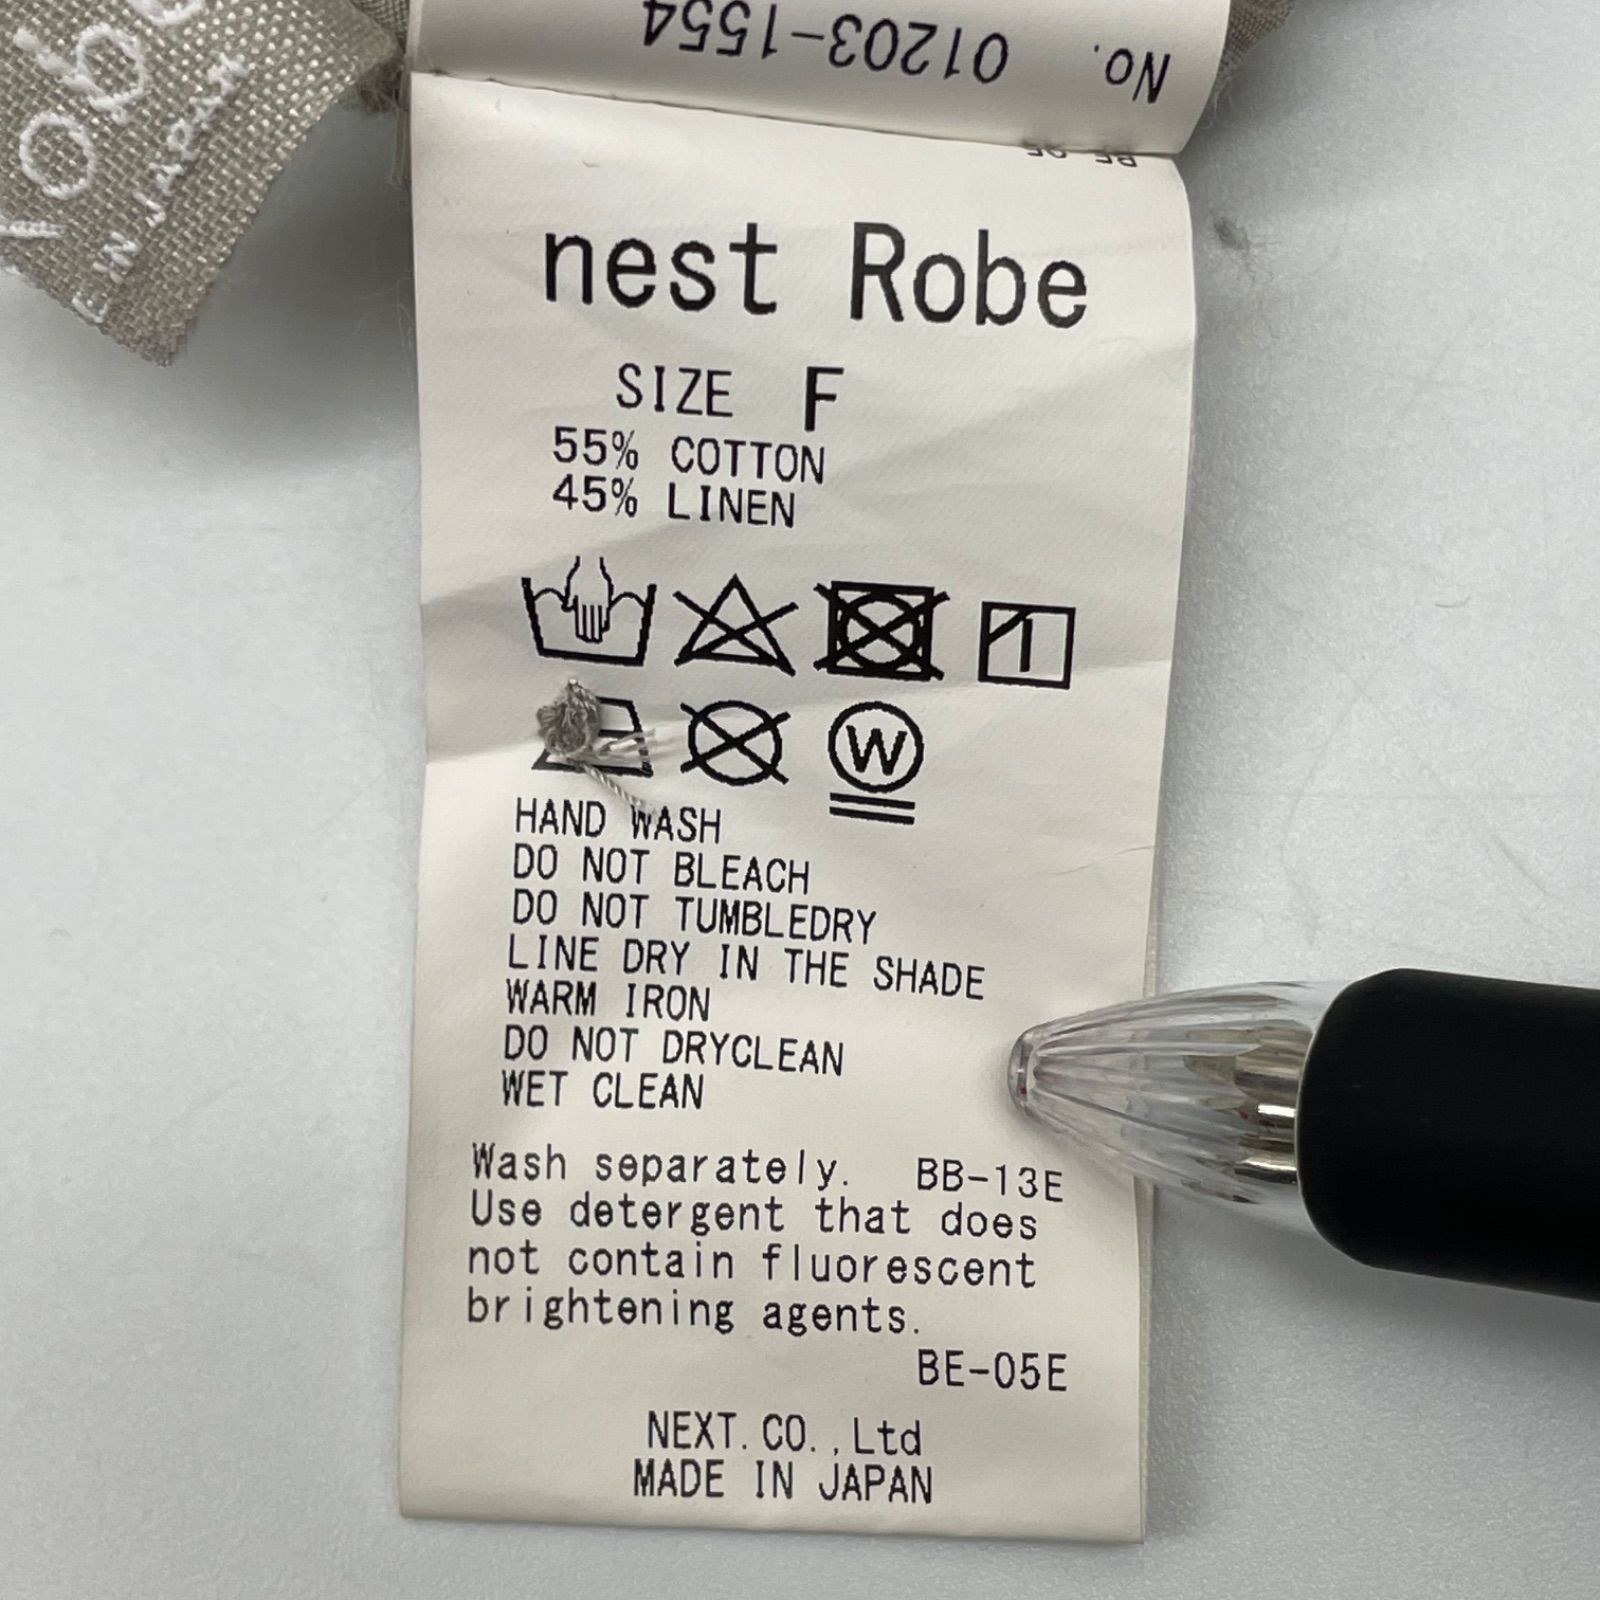 No. 01203-1554
nest Robe
SIZE F
55% COTTON
45% LINEN
W
HAND WASH
DO NOT BLEACH
DO NOT TUMBLEDRY
LINE DRY IN THE SHADE
WARM IRON
DO NOT DRYCLEAN
WET CLEAN
Wash separately. BB-13E
Use detergent that does
not contain fluorescent
brightening agents.
BE-05E
NEXT.CO.,Ltd
MADE IN JAPAN